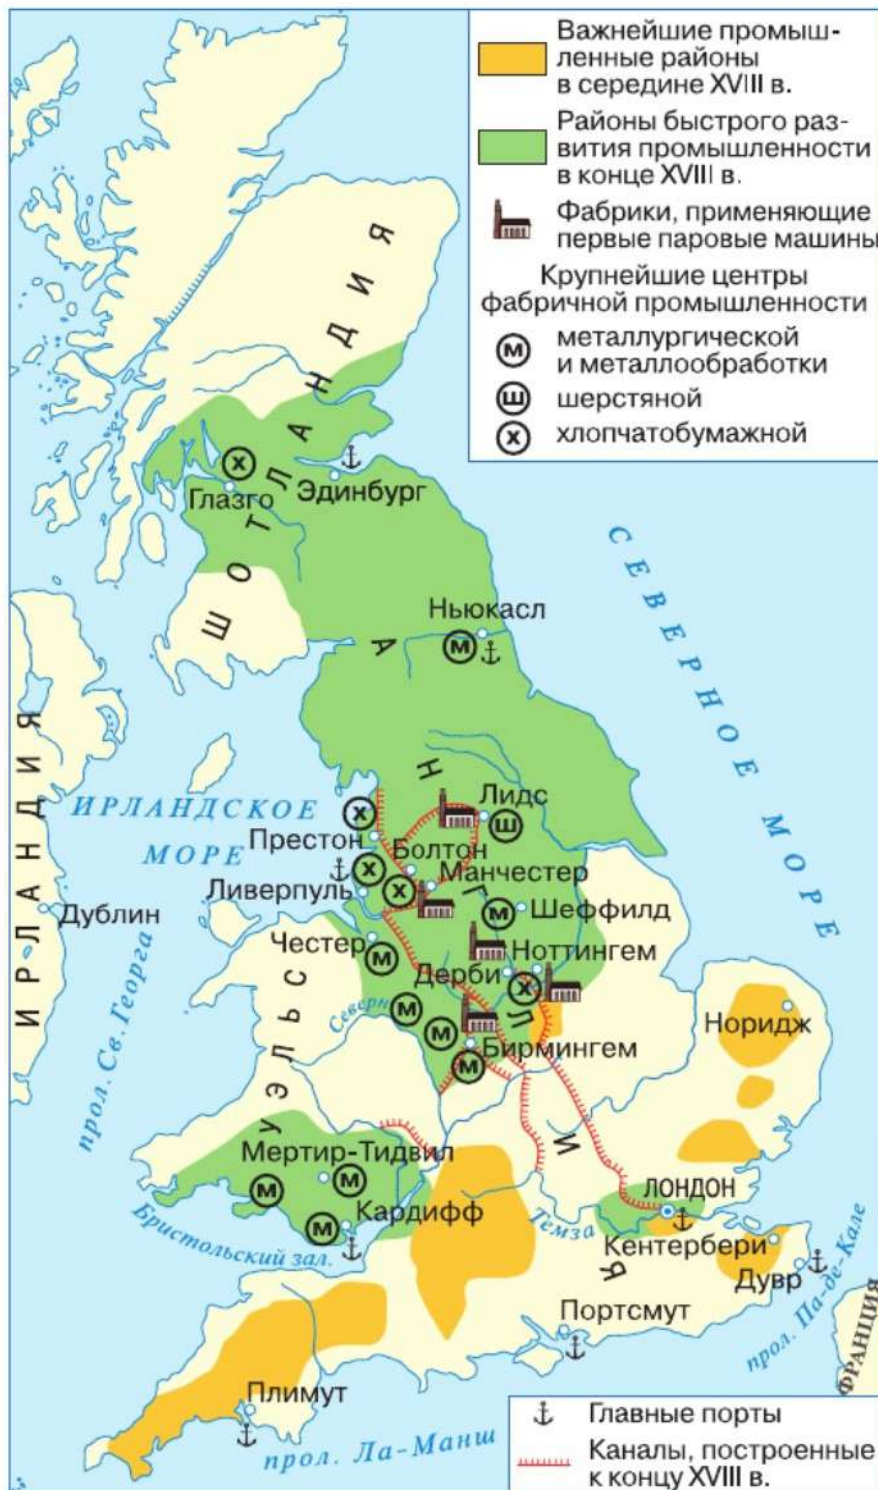 Важнейшие промыш-
ленные районы
в середине XVIII в.
Районы быстрого раз-
вития промышленности
в конце XVIII в.
Фабрики, применяющие
первые паровые машины
Крупнейшие центры
фабричной промышленности
М
металлургической
и металлообработки
Ш
шерстяной
Х
хлопчатобумажной
ШОТЛАНДИЯ
Х
Глазго
Эдинбург
СЕВЕРНОЕ МОРЕ
Ньюкасл
М
АНГЛИЯ
ИРЛАНДИЯ
ИРЛАНДСКОЕ
МОРЕ
Х
Престон
Лидс
Ш
Болтон
Х
Х
Манчестер
Ливерпуль
Дублин
М
Шеффилд
Честер
М
Ноттингем
Дерби
Х
прол. Св. Георга
Северн
М
М
Бирмингем
М
Норидж
УЭЛЬС
Мертир-Тидвил
М
М
М
Кардифф
Бристольский зал.
ЛОНДОН
Темза
Кентербери
Дувр
прол. Па-де-Кале
Портсмут
ФРАНЦИЯ
Плимут
прол. Ла-Манш
Главные порты
Каналы, построенные
к концу XVIII в.